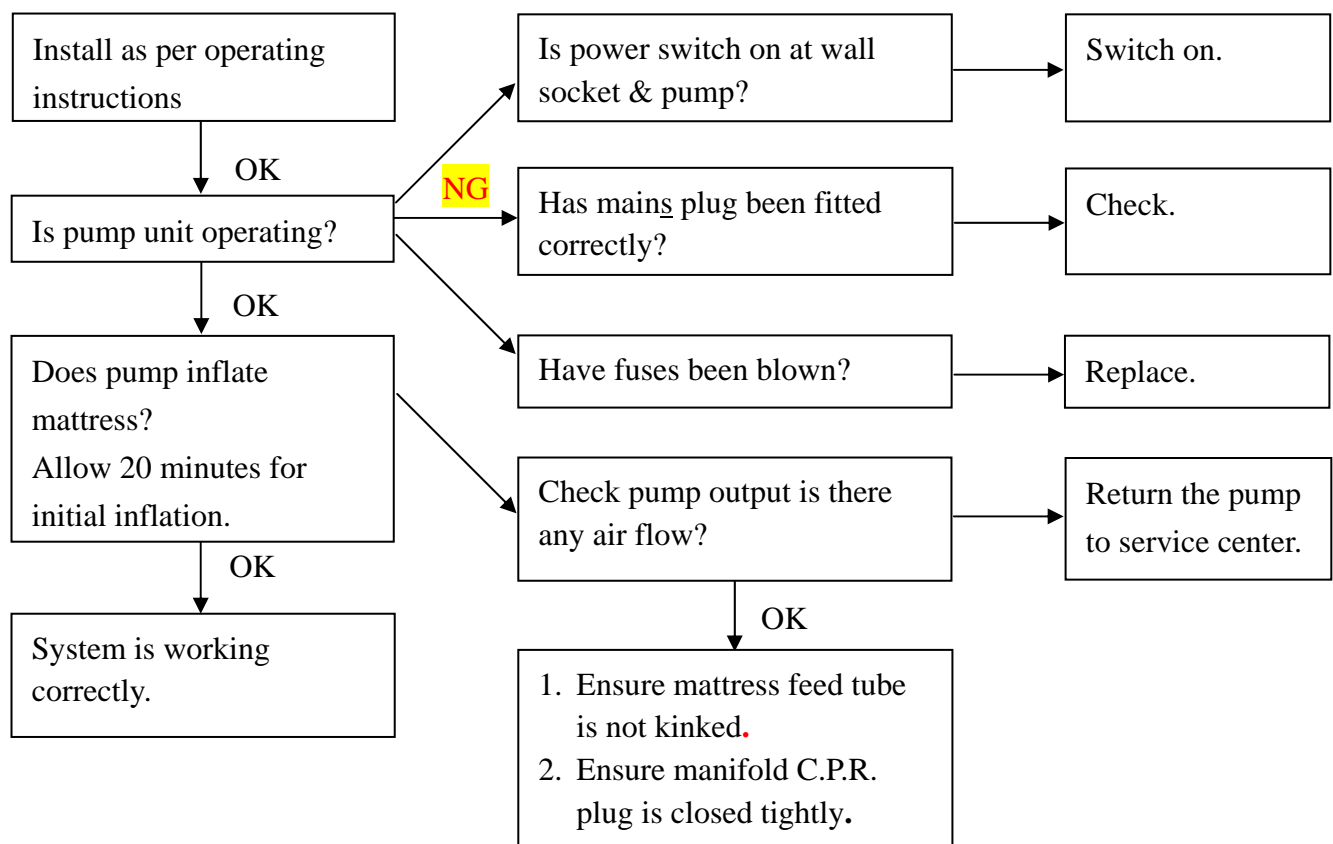 Install as per operating
instructions
OK
Is pump unit operating?
OK
Does pump inflate
mattress?
Allow 20 minutes for
initial inflation.
OK
System is working
correctly.
NG
Is power switch on at wall
socket & pump?
Switch on.
Has mains plug been fitted
correctly?
Check.
Have fuses been blown?
Replace.
Check pump output is there
any air flow?
Return the pump
to service center.
OK
1. Ensure mattress feed tube
is not kinked.
2. Ensure manifold C.P.R.
plug is closed tightly.